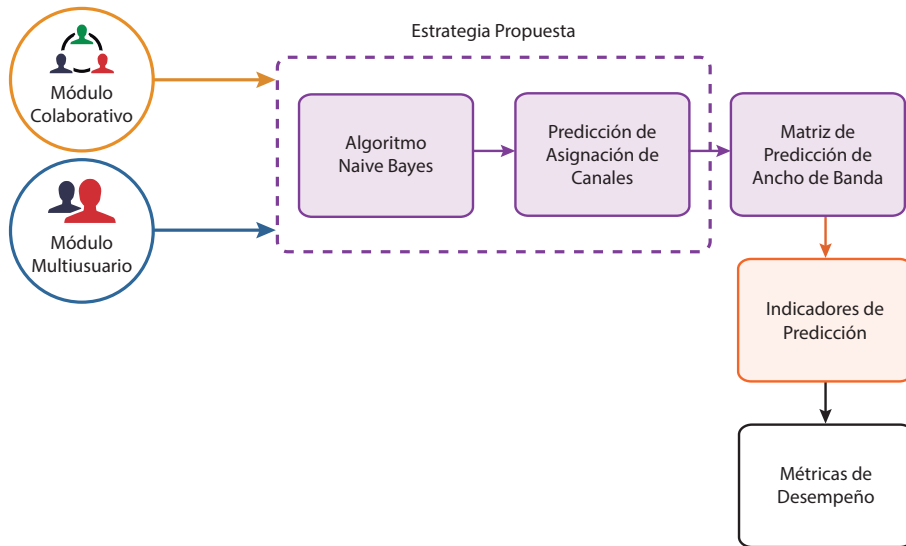 Estrategia Propuesta
Módulo
Colaborativo
Algoritmo
Naive Bayes
Predicción de
Asignación de
Canales
Matriz de
Predicción de
Ancho de Banda
Módulo
Multiusuario
Indicadores de
Predicción
Métricas de
Desempeño